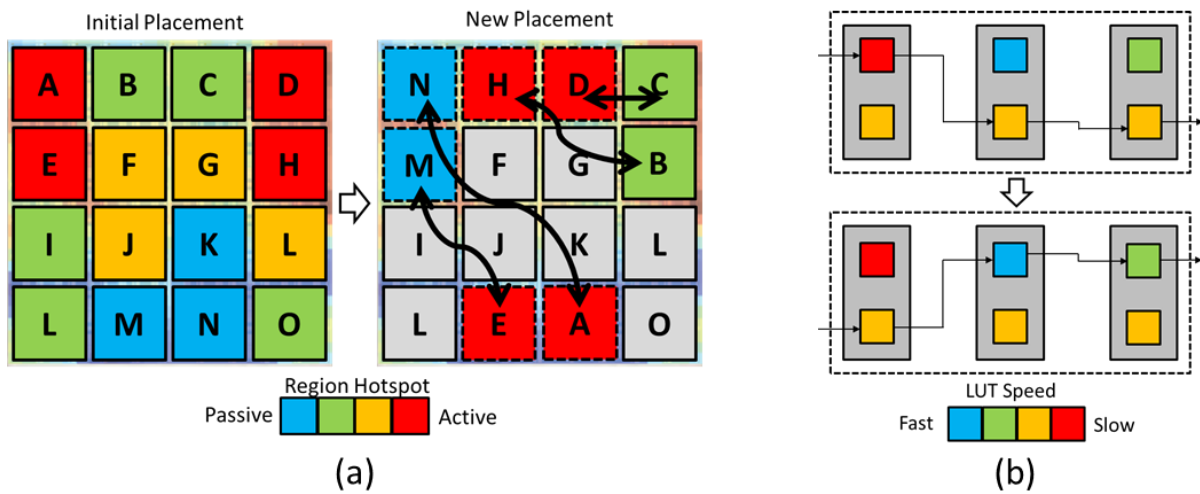 Initial Placement
New Placement
A B C D
E F G H
I J K L
L M N O
N H D C
M F G B
I J K L
L E A O
Region Hotspot
Passive Active
(a)
LUT Speed
Fast Slow
(b)